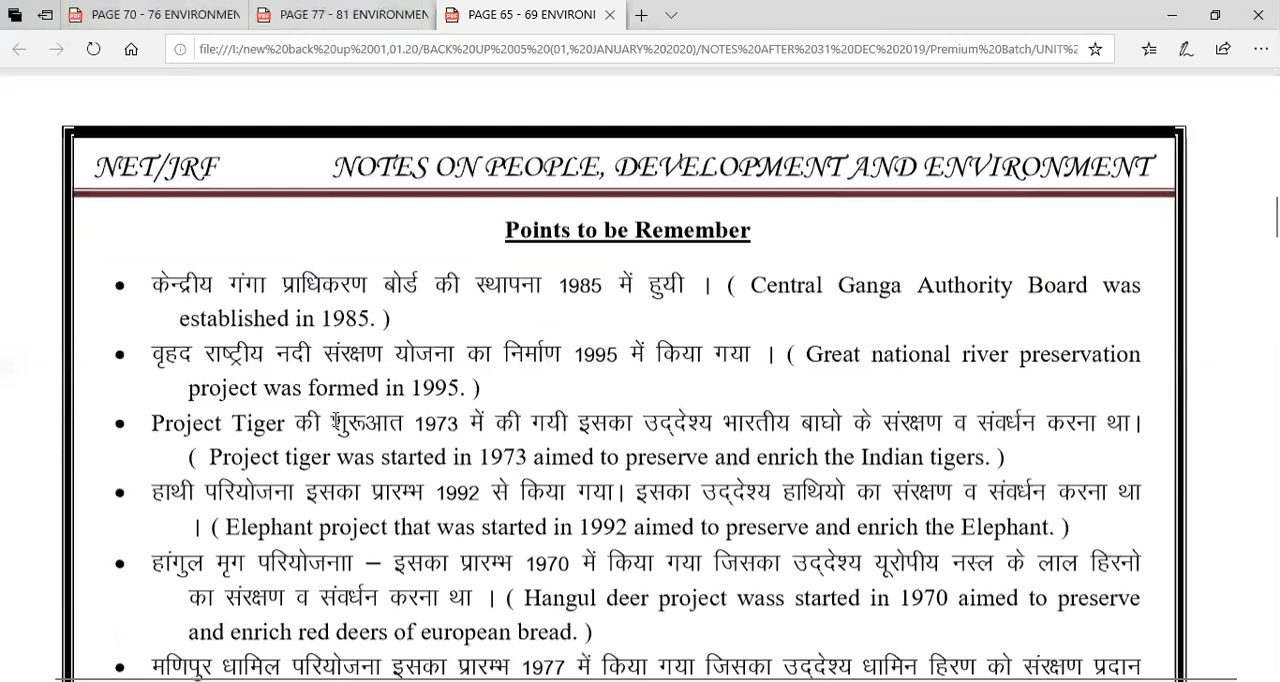 PAGE 70 - 76 ENVIRONMEN
PAGE 77 - 81 ENVIRONMEN
PAGE 65 - 69 ENVIRONI
file:///I:/new%20back%20up%2001,01.20/BACK%20UP%2005%20(01,%20JANUARY%202020)/NOTES%20AFTER%2031%20DEC%202019/Premium%20Batch/UNIT%2
NET/JRF NOTES ON PEOPLE, DEVELOPMENT AND ENVIRONMENT
Points to be Remember
• केन्द्रीय गंगा प्राधिकरण बोर्ड की स्थापना 1985 में हुयी । ( Central Ganga Authority Board was
established in 1985. )
• वृहद राष्ट्रीय नदी संरक्षण योजना का निर्माण 1995 में किया गया । ( Great national river preservation
project was formed in 1995. )
• Project Tiger की शुरूआत 1973 में की गयी इसका उद्देश्य भारतीय बाघो के संरक्षण व संवर्धन करना था।
( Project tiger was started in 1973 aimed to preserve and enrich the Indian tigers. )
• हाथी परियोजना इसका प्रारम्भ 1992 से किया गया। इसका उद्देश्य हाथियो का संरक्षण व संवर्धन करना था
। ( Elephant project that was started in 1992 aimed to preserve and enrich the Elephant. )
• हांगुल मृग परियोजनाा – इसका प्रारम्भ 1970 में किया गया जिसका उद्देश्य यूरोपीय नस्ल के लाल हिरनो
का संरक्षण व संवर्धन करना था । ( Hangul deer project wass started in 1970 aimed to preserve
and enrich red deers of european bread. )
• मणिपुर धामिल परियोजना इसका प्रारम्भ 1977 में किया गया जिसका उद्देश्य धामिन हिरण को संरक्षण प्रदान